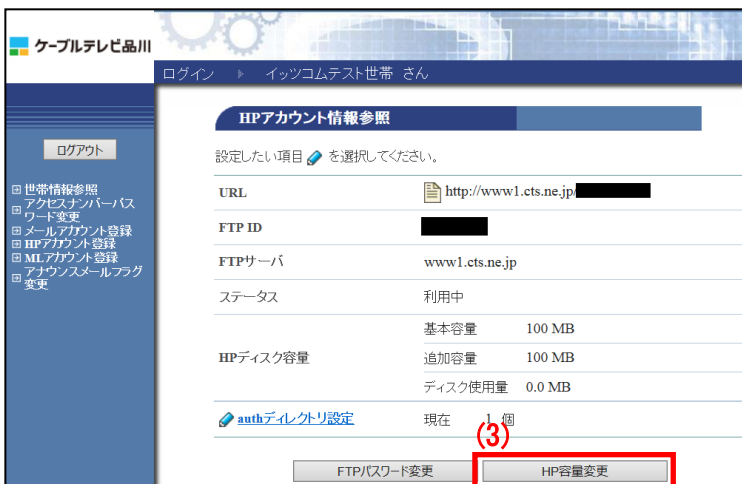 ケーブルテレビ品川
ログイン ▶ イッツコムテスト世帯 さん
ログアウト
世帯情報参照
アクセスナンバーパス
ワード変更
メールアカウント登録
HPアカウント登録
MLアカウント登録
アナウンスメールフラグ
変更
HPアカウント情報参照
設定したい項目 を選択してください。
URL http://www1.cts.ne.jp/
FTP ID
FTPサーバ www1.cts.ne.jp
ステータス 利用中
HPディスク容量
基本容量 100 MB
追加容量 100 MB
ディスク使用量 0.0 MB
authディレクトリ設定 現在 1 個
(3)
FTPパスワード変更 HP容量変更